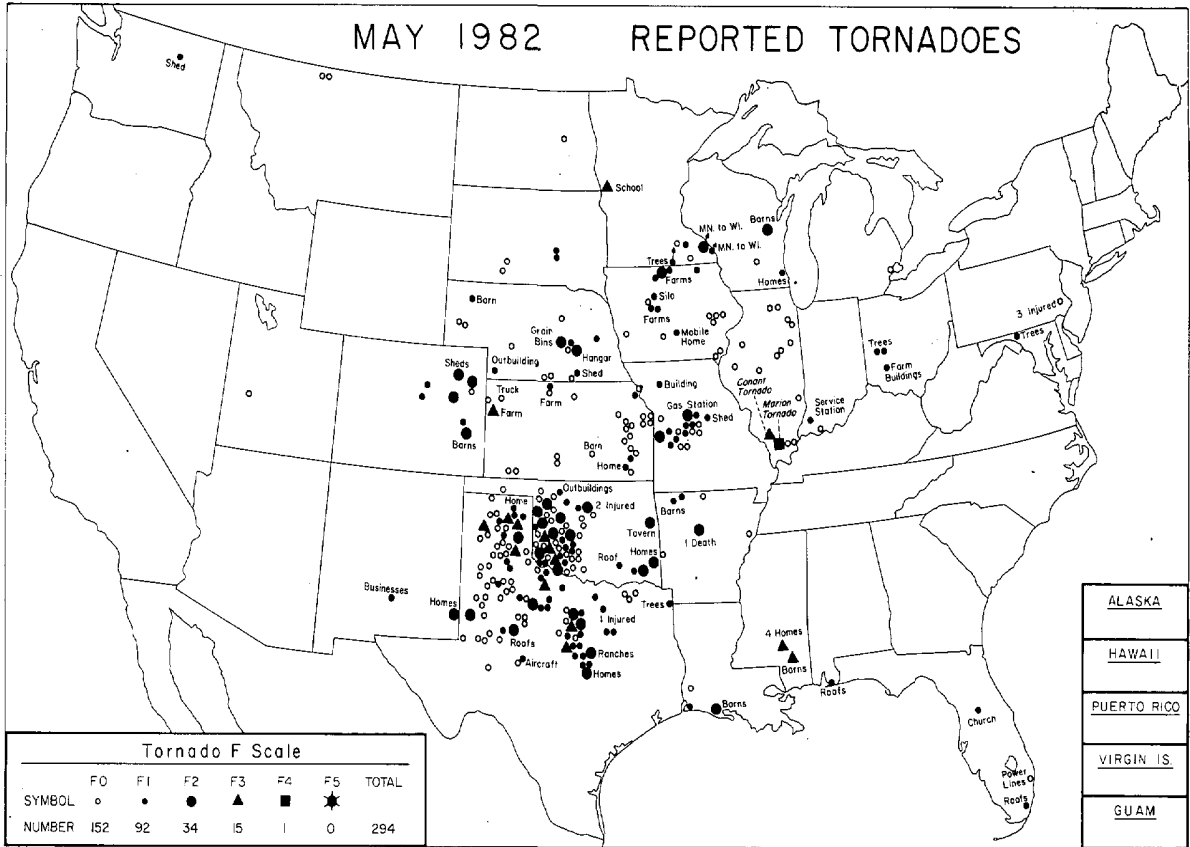 MAY 1982 REPORTED TORNADOES
Shed
School
Barns
MN. to WI.
MN. to WI.
Trees
Farms
Homes
Barn
Silo
Farms
3 Injured
Trees
Grain
Bins
Hangar
Mobile
Home
Trees
Farm
Buildings
Sheds
Outbuilding
Shed
Building
Conant
Tornado
Truck
Farm
Farm
Gas Station
Shed
Marion
Tornado
Service
Station
Barns
Barn
Home
Outbuildings
Home
2 Injured
Barns
Tavern
1 Death
Roof
Homes
Businesses
Homes
Trees
1 Injured
Roofs
Ranches
Aircraft
Homes
4 Homes
Barns
Barns
Roofs
Church
Power
Lines
Roofs
ALASKA
HAWAII
PUERTO RICO
VIRGIN IS.
GUAM
Tornado F Scale
F0 F1 F2 F3 F4 F5 TOTAL
SYMBOL
NUMBER 152 92 34 15 1 0 294